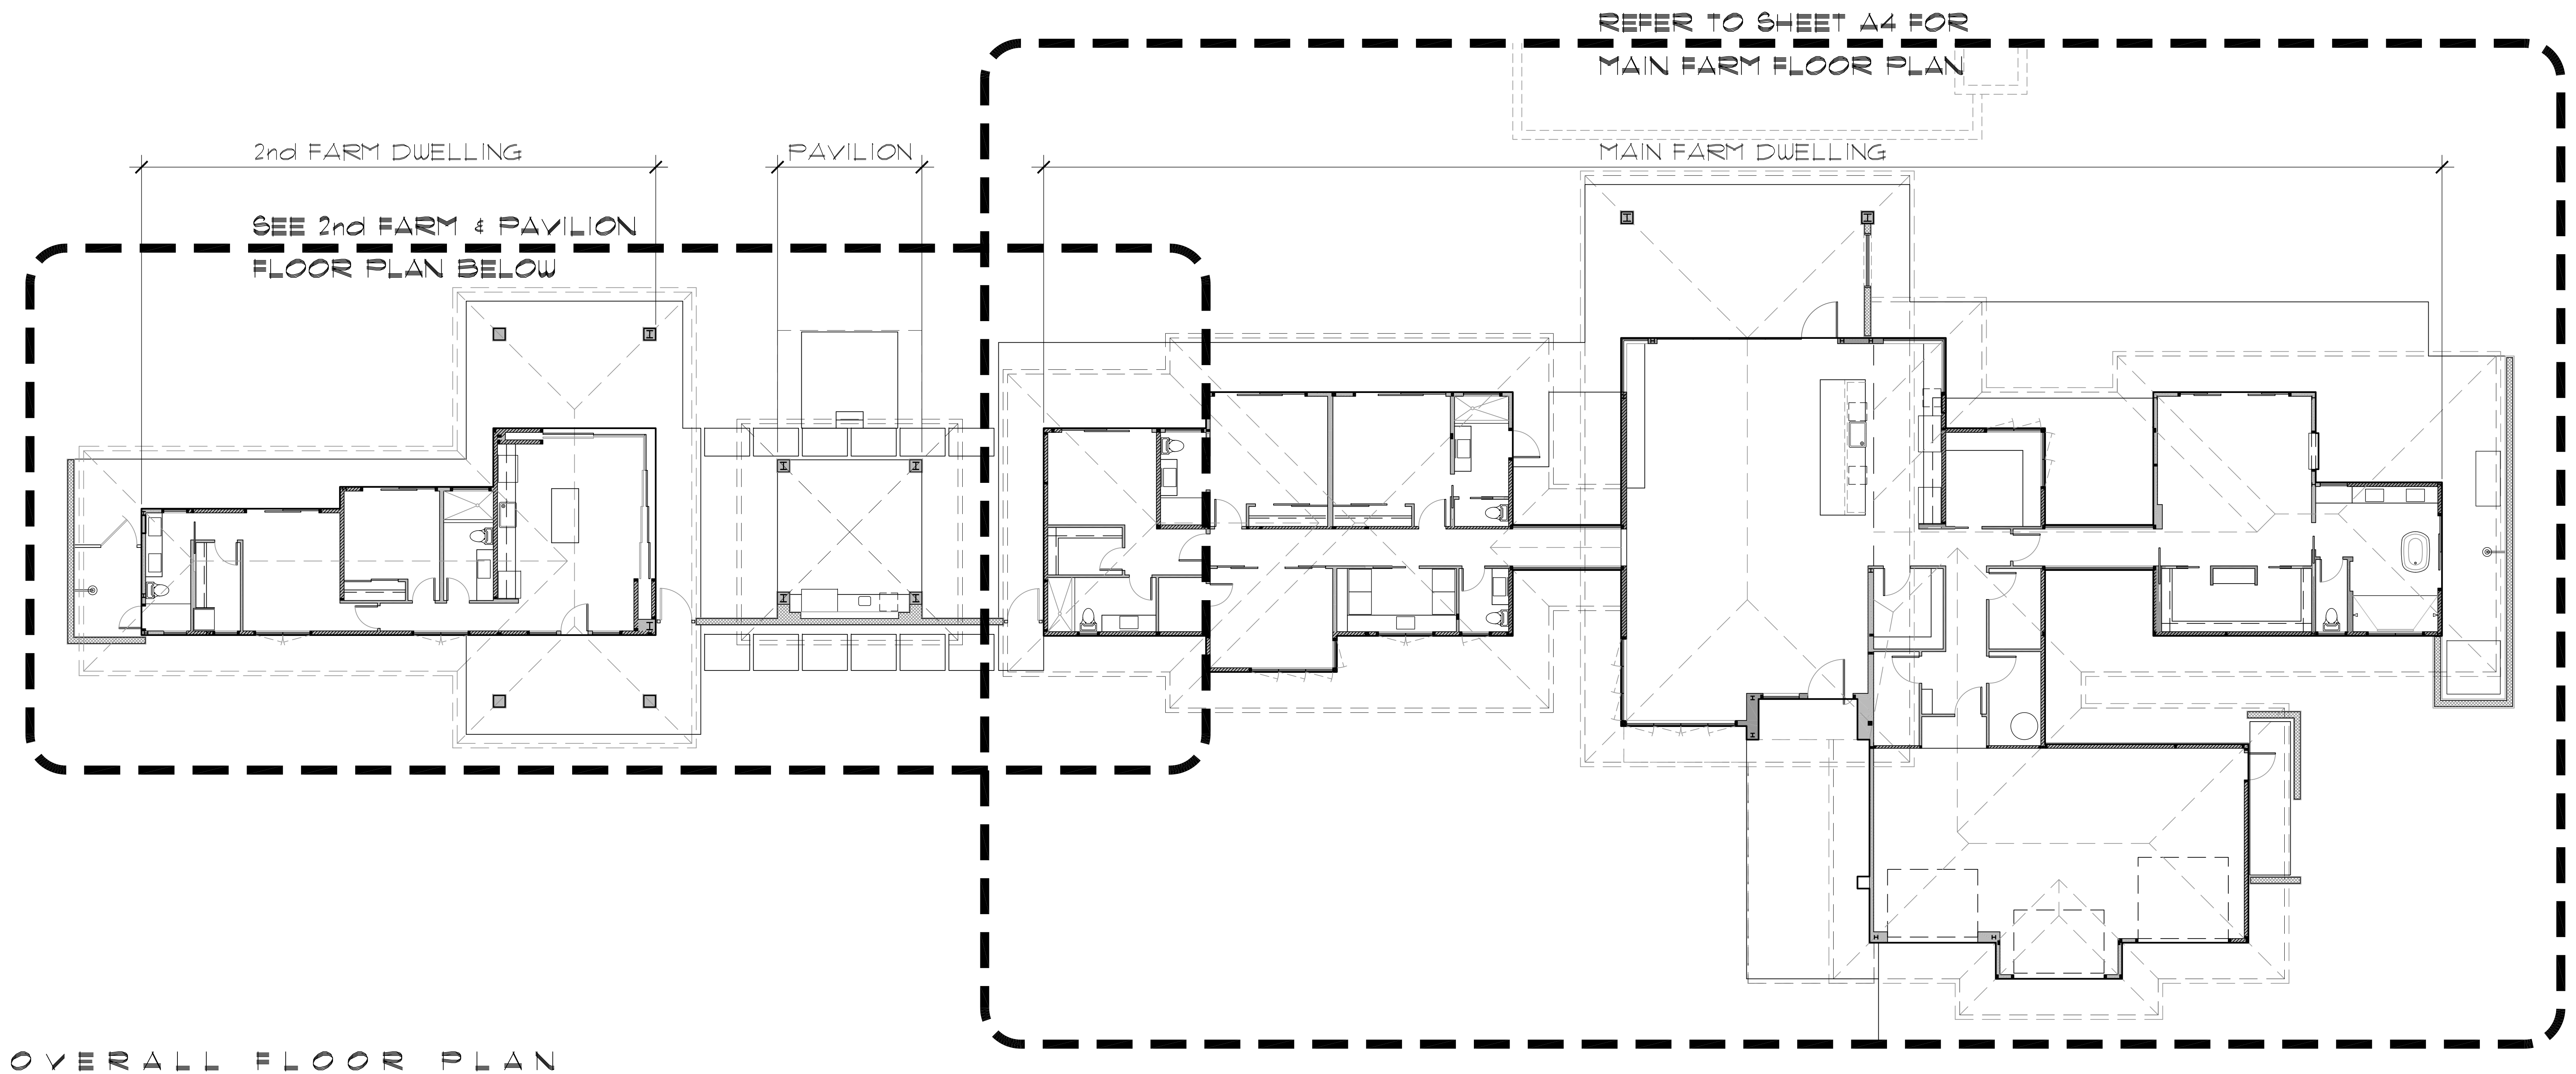 REFER TO SHEET A4 FOR
MAIN FARM FLOOR PLAN
2nd FARM DWELLING
PAVILION
MAIN FARM DWELLING
SEE 2nd FARM & PAVILION
FLOOR PLAN BELOW
OVERALL FLOOR PLAN